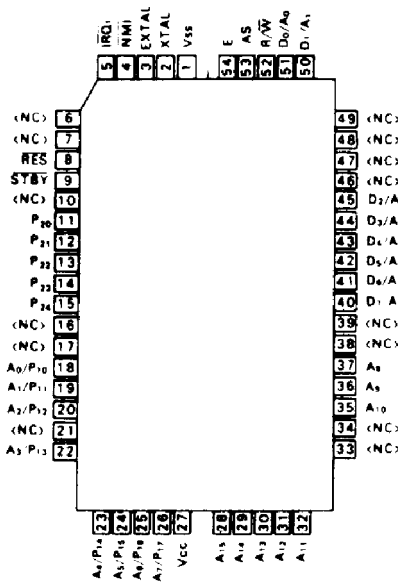 IRQ1
NMI
EXTAL
XTAL
Vss
E
AS
R/W
D0/A0
D1/A1
5
4
3
2
1
54
53
52
51
50
<NC> 6
<NC> 7
RES 8
STBY 9
<NC> 10
P20 11
P21 12
P22 13
P23 14
P24 15
<NC> 16
<NC> 17
A0/P10 18
A1/P11 19
A2/P12 20
<NC> 21
A3/P13 22
49 <NC>
48 <NC>
47 <NC>
46 <NC>
45 D2/A
44 D3/A
43 D4/A
42 D5/A
41 D6/A
40 D7 A
39 <NC>
38 <NC>
37 A8
36 A9
35 A10
34 <NC>
33 <NC>
23
24
25
26
27
28
29
30
31
32
A4/P14
A5/P15
A6/P16
A7/P17
Vcc
A15
A14
A13
A12
A11